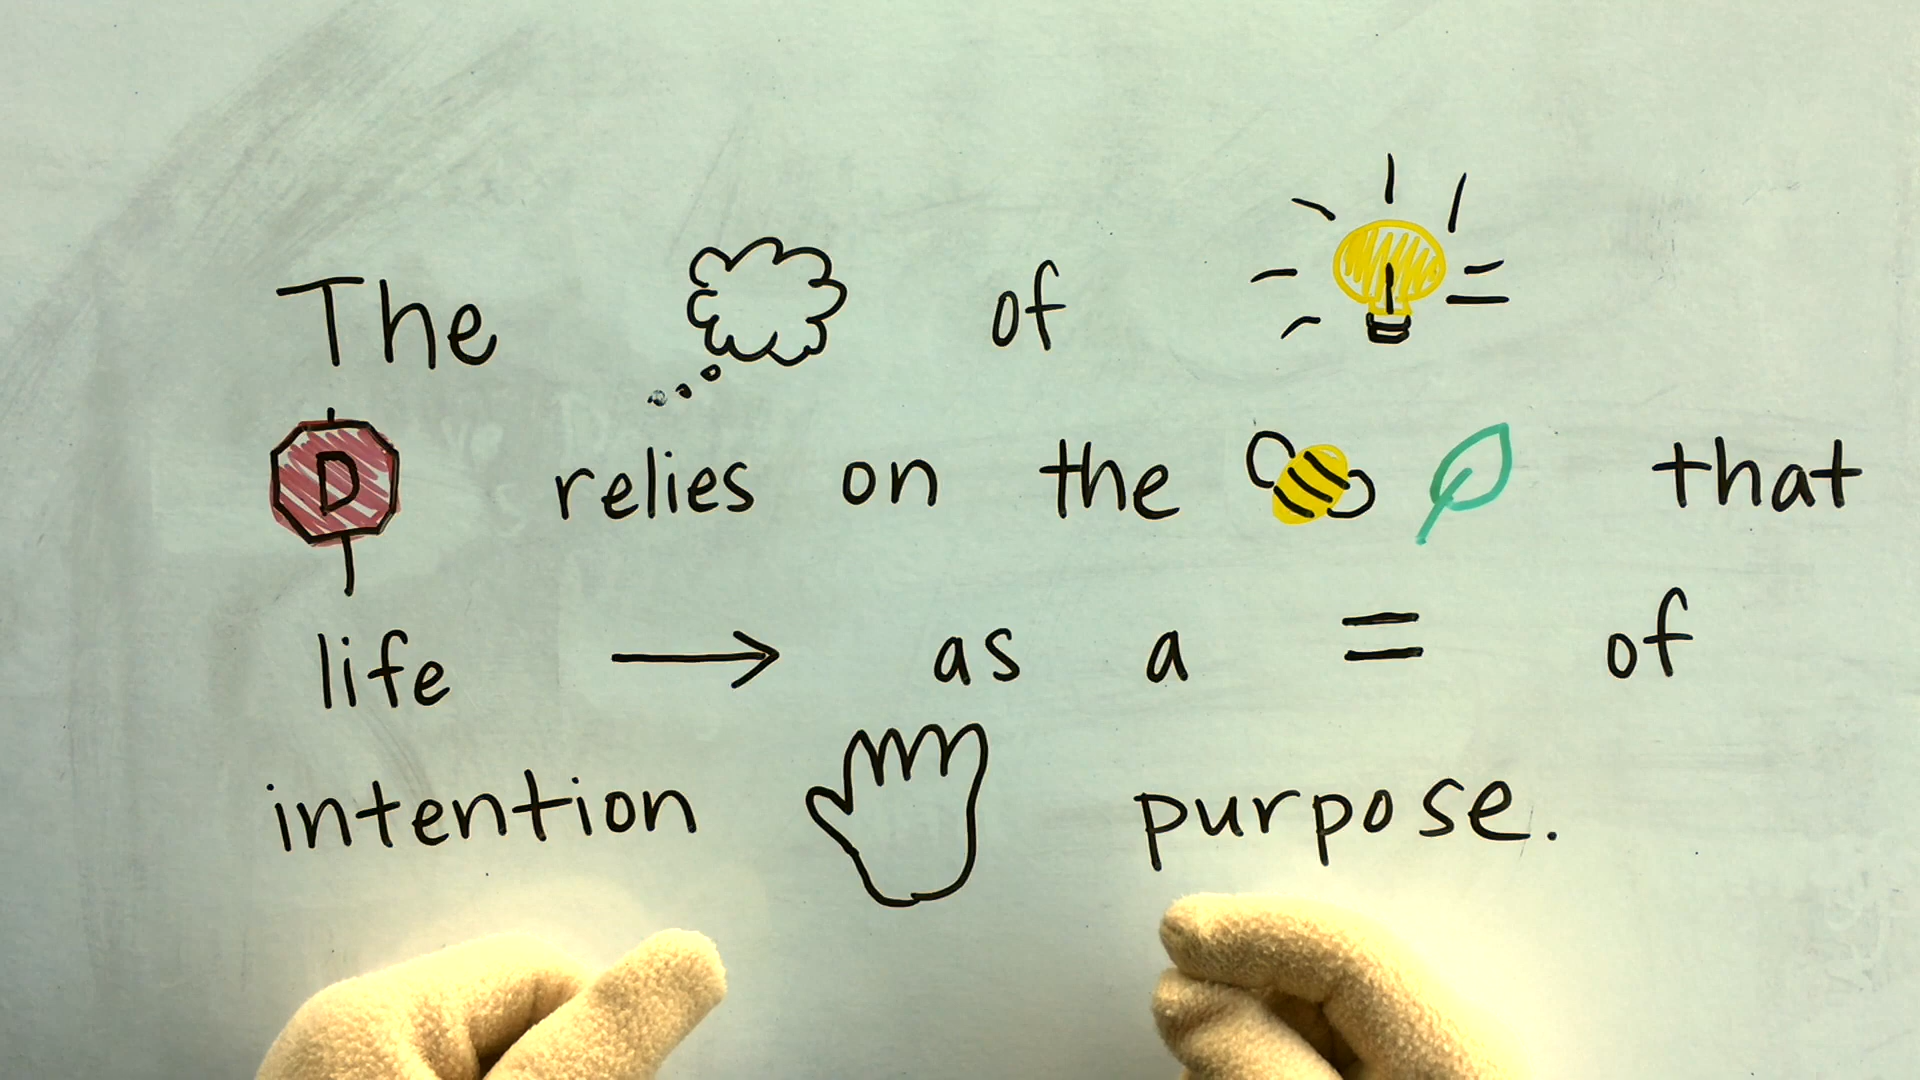 The of
D relies on the that
life → as a = of
intention purpose.